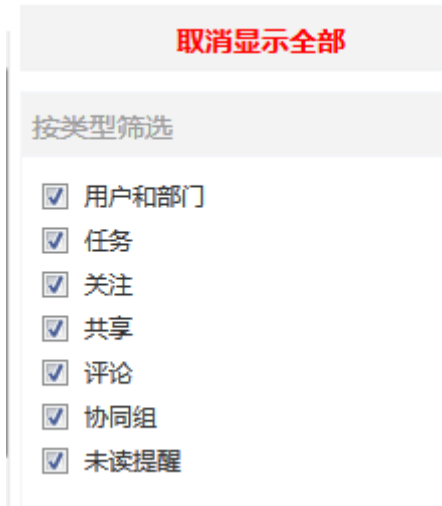 取消显示全部
按类型筛选
用户和部门
任务
关注
共享
评论
协同组
未读提醒